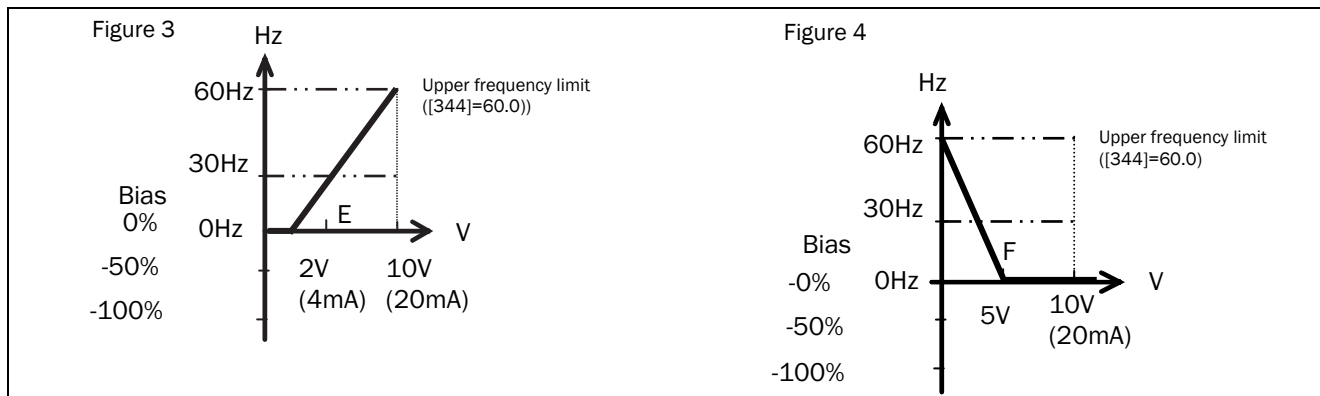 Figure 3
Hz
60Hz
Upper frequency limit
([344]=60.0))
30Hz
Bias
0%
0Hz
E
V
-50%
2V
10V
(4mA)
(20mA)
-100%
Figure 4
Hz
60Hz
Upper frequency limit
([344]=60.0)
30Hz
Bias
F
-0%
0Hz
V
5V
10V
(20mA)
-50%
-100%